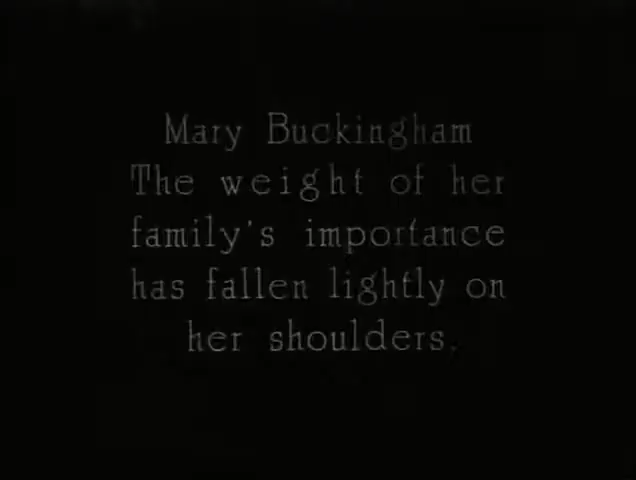 Mary Buckingham
The weight of her
family's importance
has fallen lightly on
her shoulders.